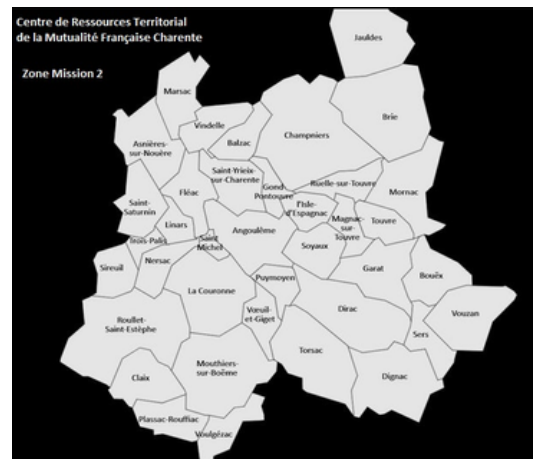 Centre de Ressources Territorial
de la Mutualité Française Charente
Zone Mission 2
Jauldes
Marsac
Brie
Vindelle
Champniers
Balzac
Asnières-
sur-Nouère
Saint-Yrieix-
sur-Charente
Ruelle-sur-Touvre
Mornac
Fléac
Gond
Pontouvre
Saint-
Saturnin
l'Isle-
d'Espagnac
Magnac-
sur-
Touvre
Touvre
Linars
Angoulême
Trois-Palis
Saint
Michel
Soyaux
Nersac
Garat
Sireuil
Puymoyen
Bouëx
La Couronne
Vœuil-
et-Giget
Dirac
Vouzan
Roullet-
Saint-Estèphe
Sers
Torsac
Mouthiers-
sur-Boëme
Claix
Dignac
Plassac-Rouffiac
Voulgézac